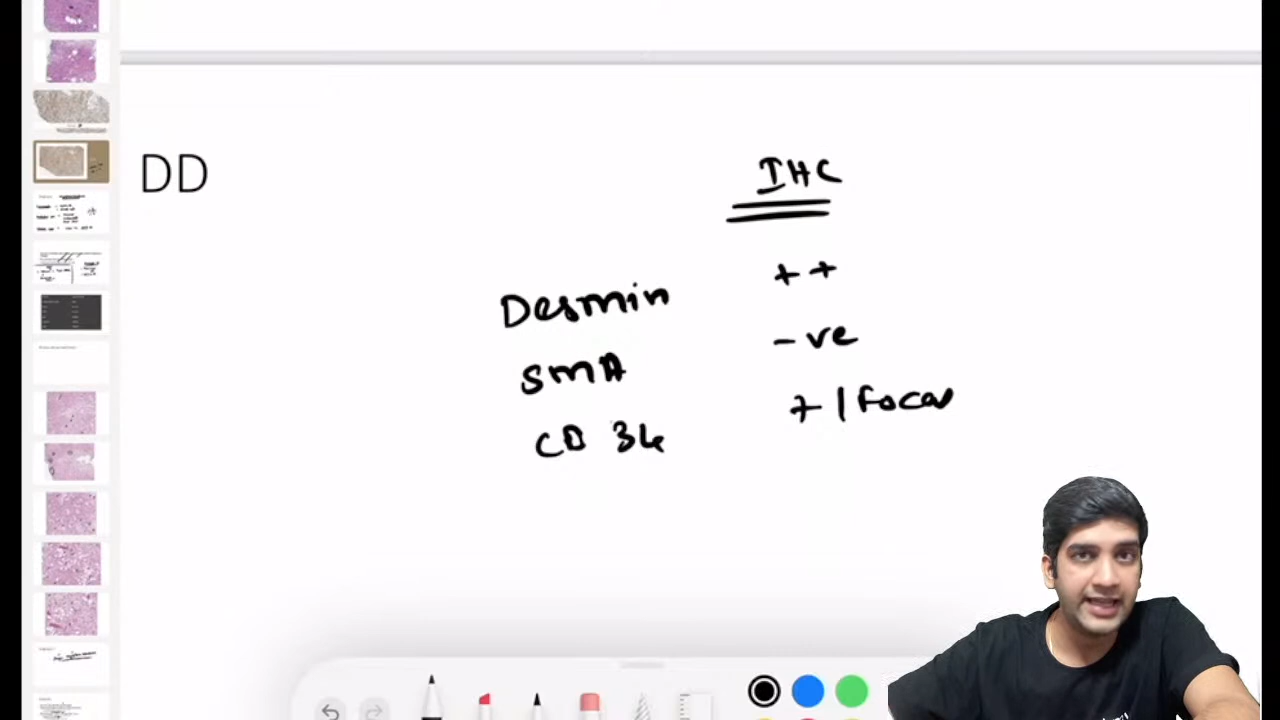 DD
IHC
Desmin ++
SMA -ve
CD 34 + / Focal